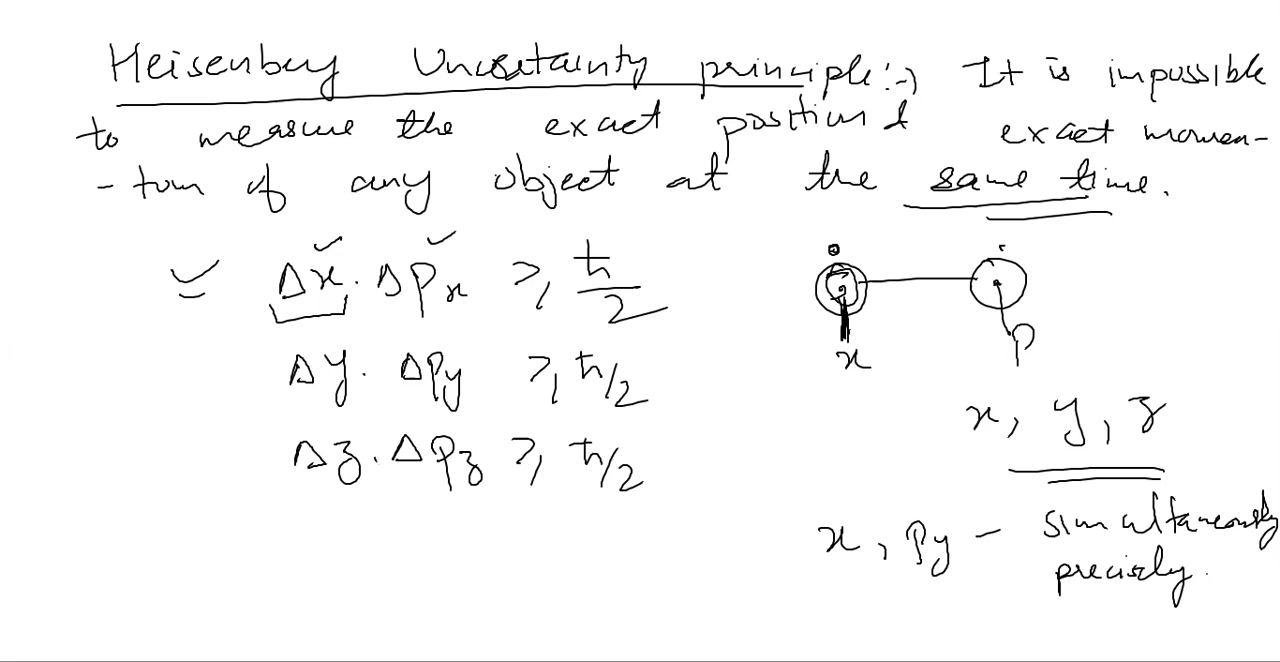 Heisenberg Uncertainty principle:→ It is impossible
to measure the exact position & exact momen-
-tum of any object at the same time.
Δx. Δpx ≥ ħ/2
Δy. Δpy ≥ ħ/2
Δz. Δpz ≥ ħ/2
x
p
x, y, z
x, py – simultaneously
precisely.